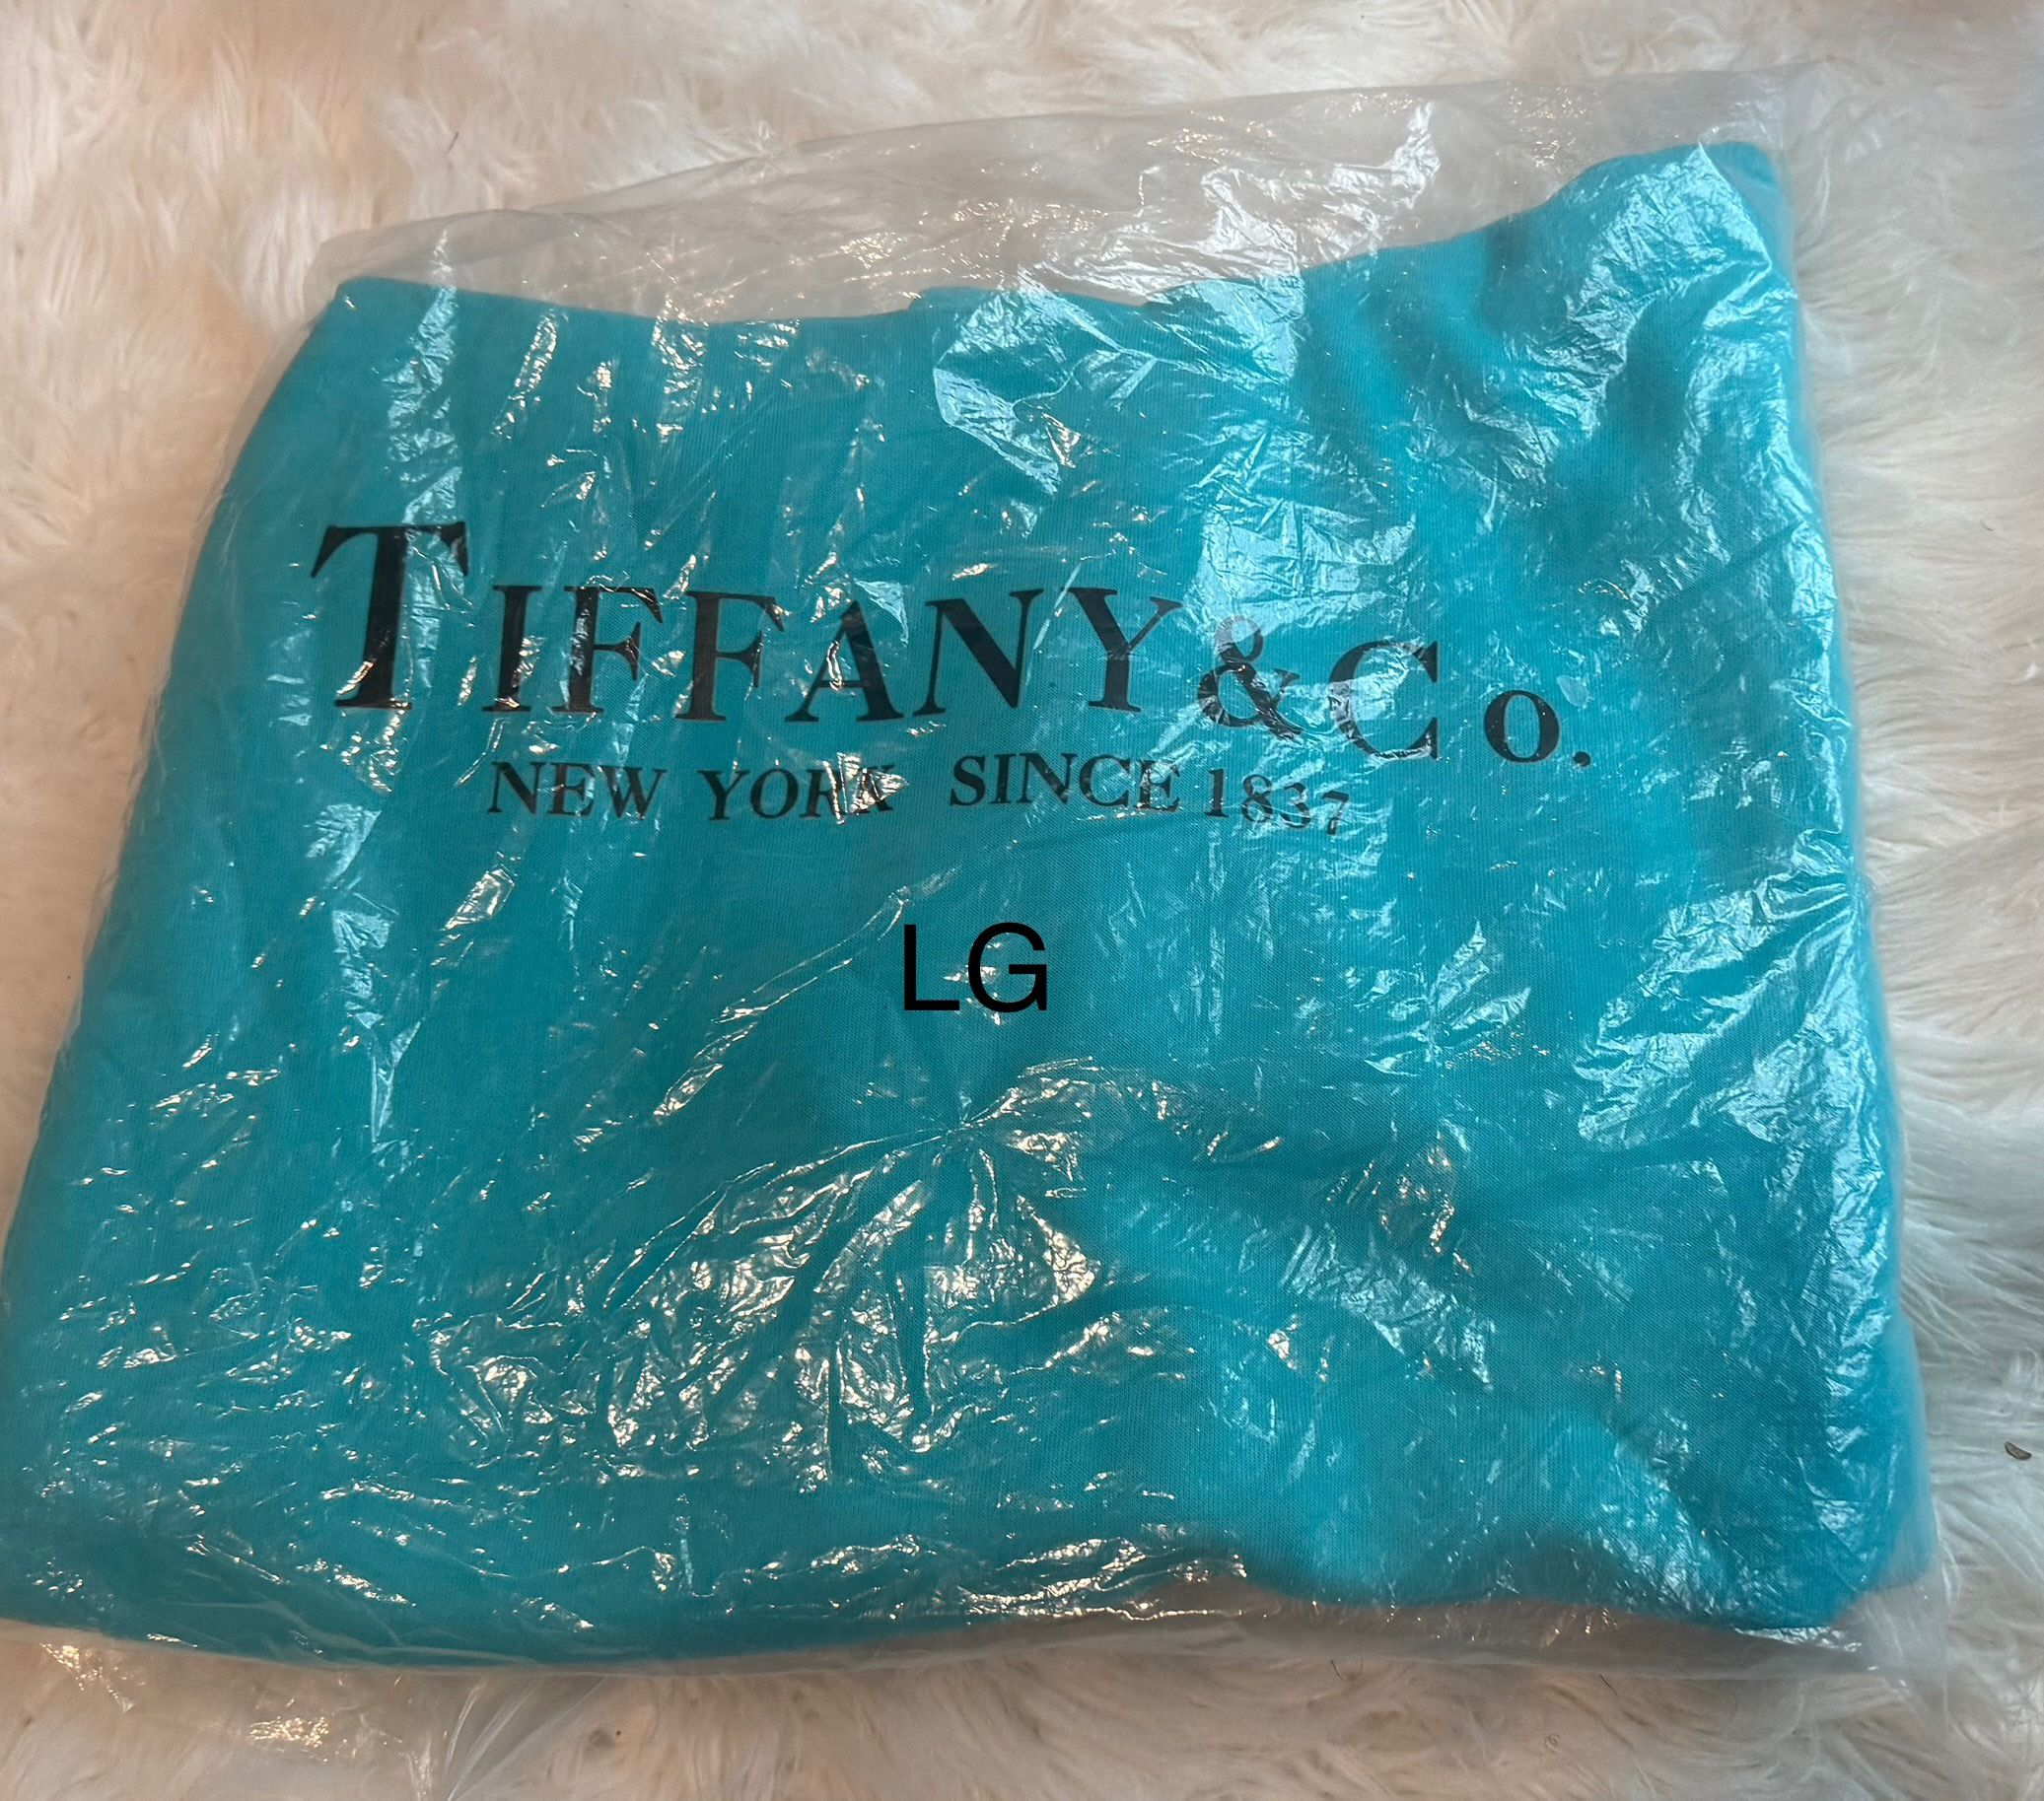 TIFFANY & Co.
NEW YORK SINCE 1837
LG